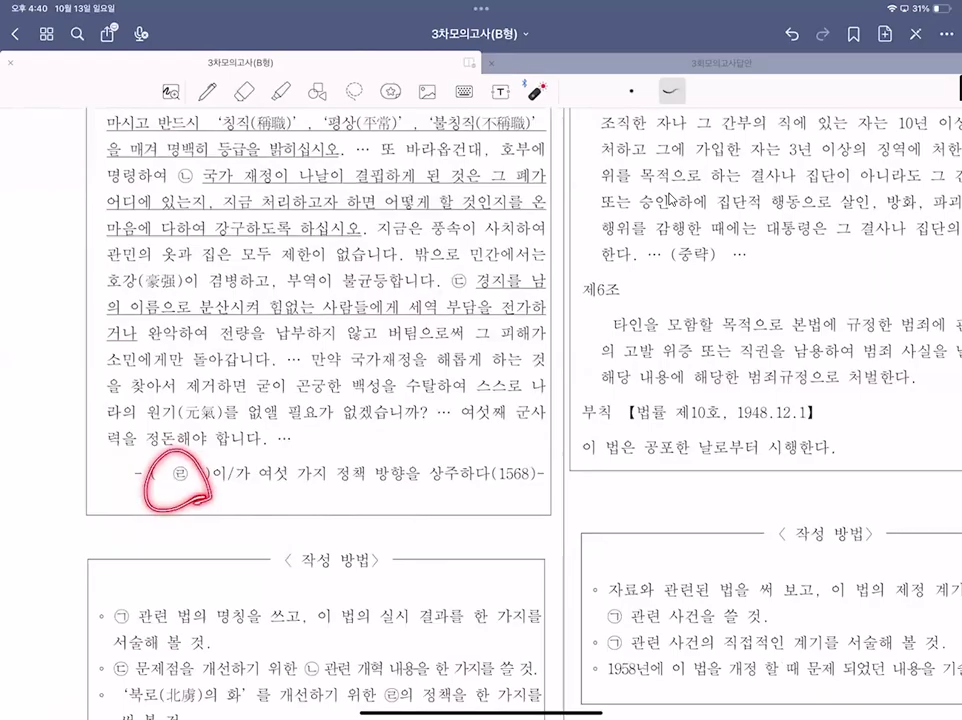 오후 4:40 10월 13일 일요일
31%
3차모의고사(B형)
3차모의고사(B형)
3회모의고사답안
마시고 반드시 ‘칭직(稱職)’, ‘평상(平常)’, ‘불칭직(不稱職)’
을 매겨 명백히 등급을 밝히십시오. … 또 바라옵건대, 호부에
명령하여 ㉡ 국가 재정이 나날이 결핍하게 된 것은 그 폐가
어디에 있는지, 지금 처리하고자 하면 어떻게 할 것인지를 온
마음에 다하여 강구하도록 하십시오. 지금은 풍속이 사치하여
관민의 옷과 집은 모두 제한이 없습니다. 밖으로 민간에서는
호강(豪强)이 겸병하고, 부역이 불균등합니다. ㉢ 경지를 남
의 이름으로 분산시켜 힘없는 사람들에게 세역 부담을 전가하
거나 완악하여 전량을 납부하지 않고 버팀으로써 그 피해가
소민에게만 돌아갑니다. … 만약 국가재정을 해롭게 하는 것
을 찾아서 제거하면 굳이 곤궁한 백성을 수탈하여 스스로 나
라의 원기(元氣)를 없앨 필요가 없겠습니까? … 여섯째 군사
력을 정돈해야 합니다. …
-( ㉣ )이/가 여섯 가지 정책 방향을 상주하다(1568)-
〈 작성 방법〉
◦ ㉠ 관련 법의 명칭을 쓰고, 이 법의 실시 결과를 한 가지를
서술해 볼 것.
◦ ㉢ 문제점을 개선하기 위한 ㉡ 관련 개혁 내용을 한 가지를 쓸 것.
◦ ‘북로(北虜)의 화’를 개선하기 위한 ㉣의 정책을 한 가지를
조직한 자나 그 간부의 직에 있는 자는 10년 이상
처하고 그에 가입한 자는 3년 이상의 징역에 처한
위를 목적으로 하는 결사나 집단이 아니라도 그 간
또는 승인하에 집단적 행동으로 살인, 방화, 파괴
행위를 감행한 때에는 대통령은 그 결사나 집단의
한다. … (중략) …
제6조
타인을 모함할 목적으로 본법에 규정한 범죄에 관
의 고발 위증 또는 직권을 남용하여 범죄 사실을 날
해당 내용에 해당한 범죄규정으로 처벌한다.
부칙 【법률 제10호, 1948.12.1】
이 법은 공포한 날로부터 시행한다.
〈 작성 방법〉
◦ 자료와 관련된 법을 써 보고, 이 법의 제정 계기
㉠ 관련 사건을 쓸 것.
◦ ㉠ 관련 사건의 직접적인 계기를 서술해 볼 것.
◦ 1958년에 이 법을 개정 할 때 문제 되었던 내용을 기술